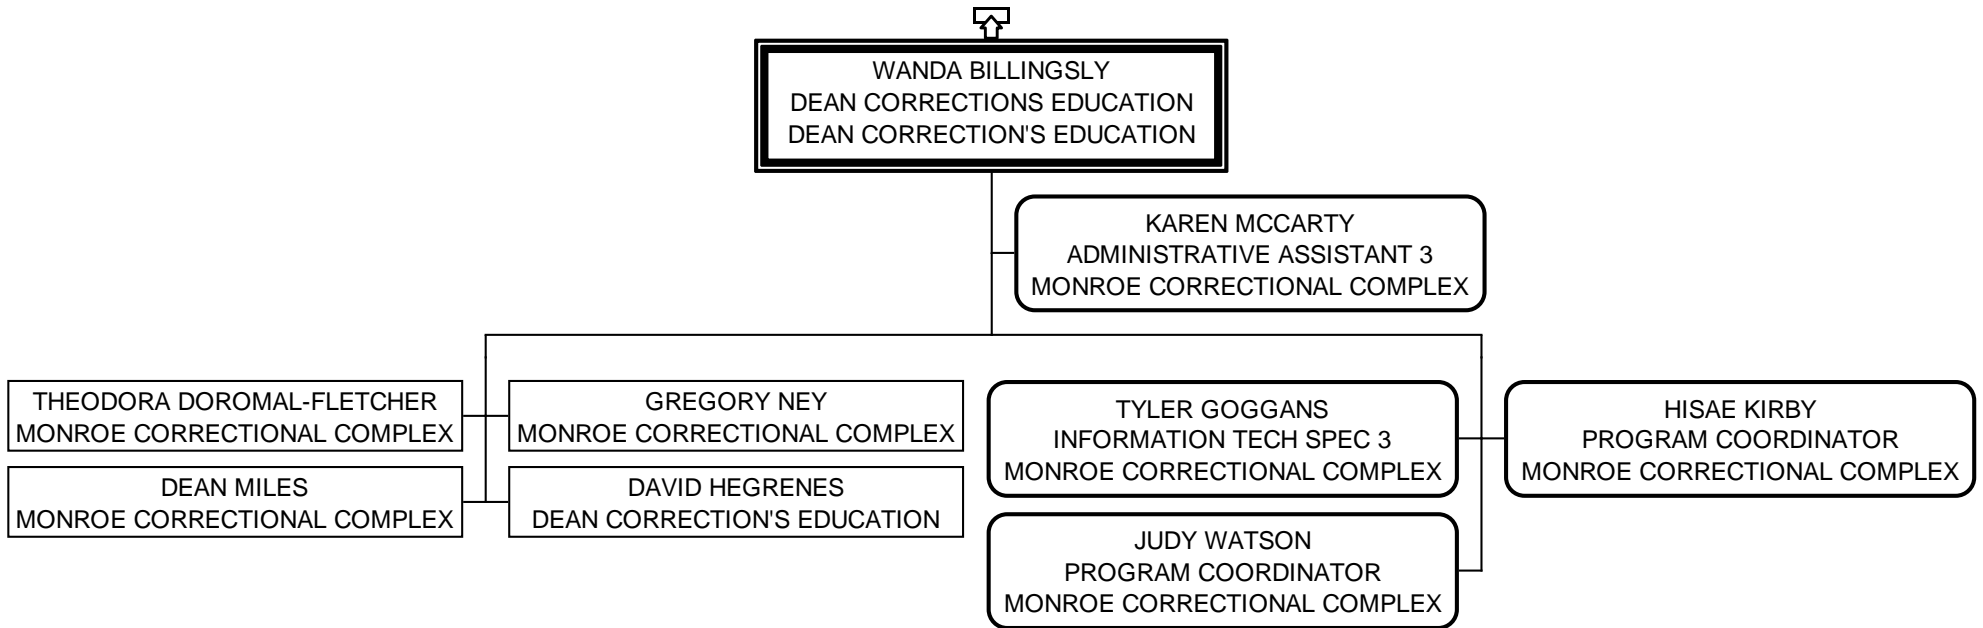 WANDA BILLINGSLY
DEAN CORRECTIONS EDUCATION
DEAN CORRECTION'S EDUCATION
KAREN MCCARTY
ADMINISTRATIVE ASSISTANT 3
MONROE CORRECTIONAL COMPLEX
THEODORA DOROMAL-FLETCHER
MONROE CORRECTIONAL COMPLEX
GREGORY NEY
MONROE CORRECTIONAL COMPLEX
DEAN MILES
MONROE CORRECTIONAL COMPLEX
DAVID HEGRENES
DEAN CORRECTION'S EDUCATION
TYLER GOGGANS
INFORMATION TECH SPEC 3
MONROE CORRECTIONAL COMPLEX
HISAE KIRBY
PROGRAM COORDINATOR
MONROE CORRECTIONAL COMPLEX
JUDY WATSON
PROGRAM COORDINATOR
MONROE CORRECTIONAL COMPLEX